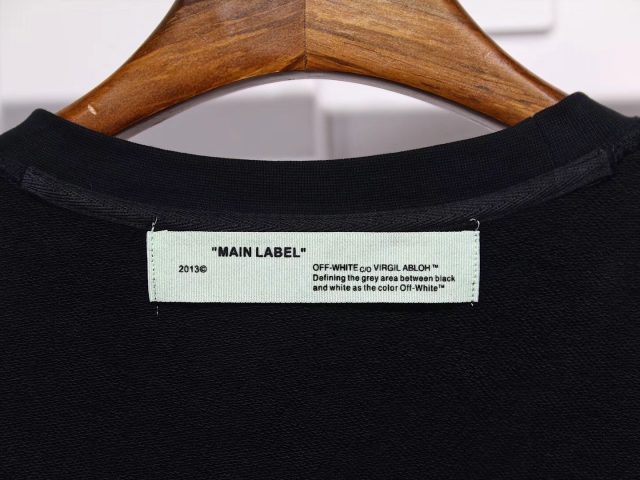 "MAIN LABEL"
2013©
OFF-WHITE C/O VIRGIL ABLOH™
Defining the grey area between black
and white as the color Off-White™